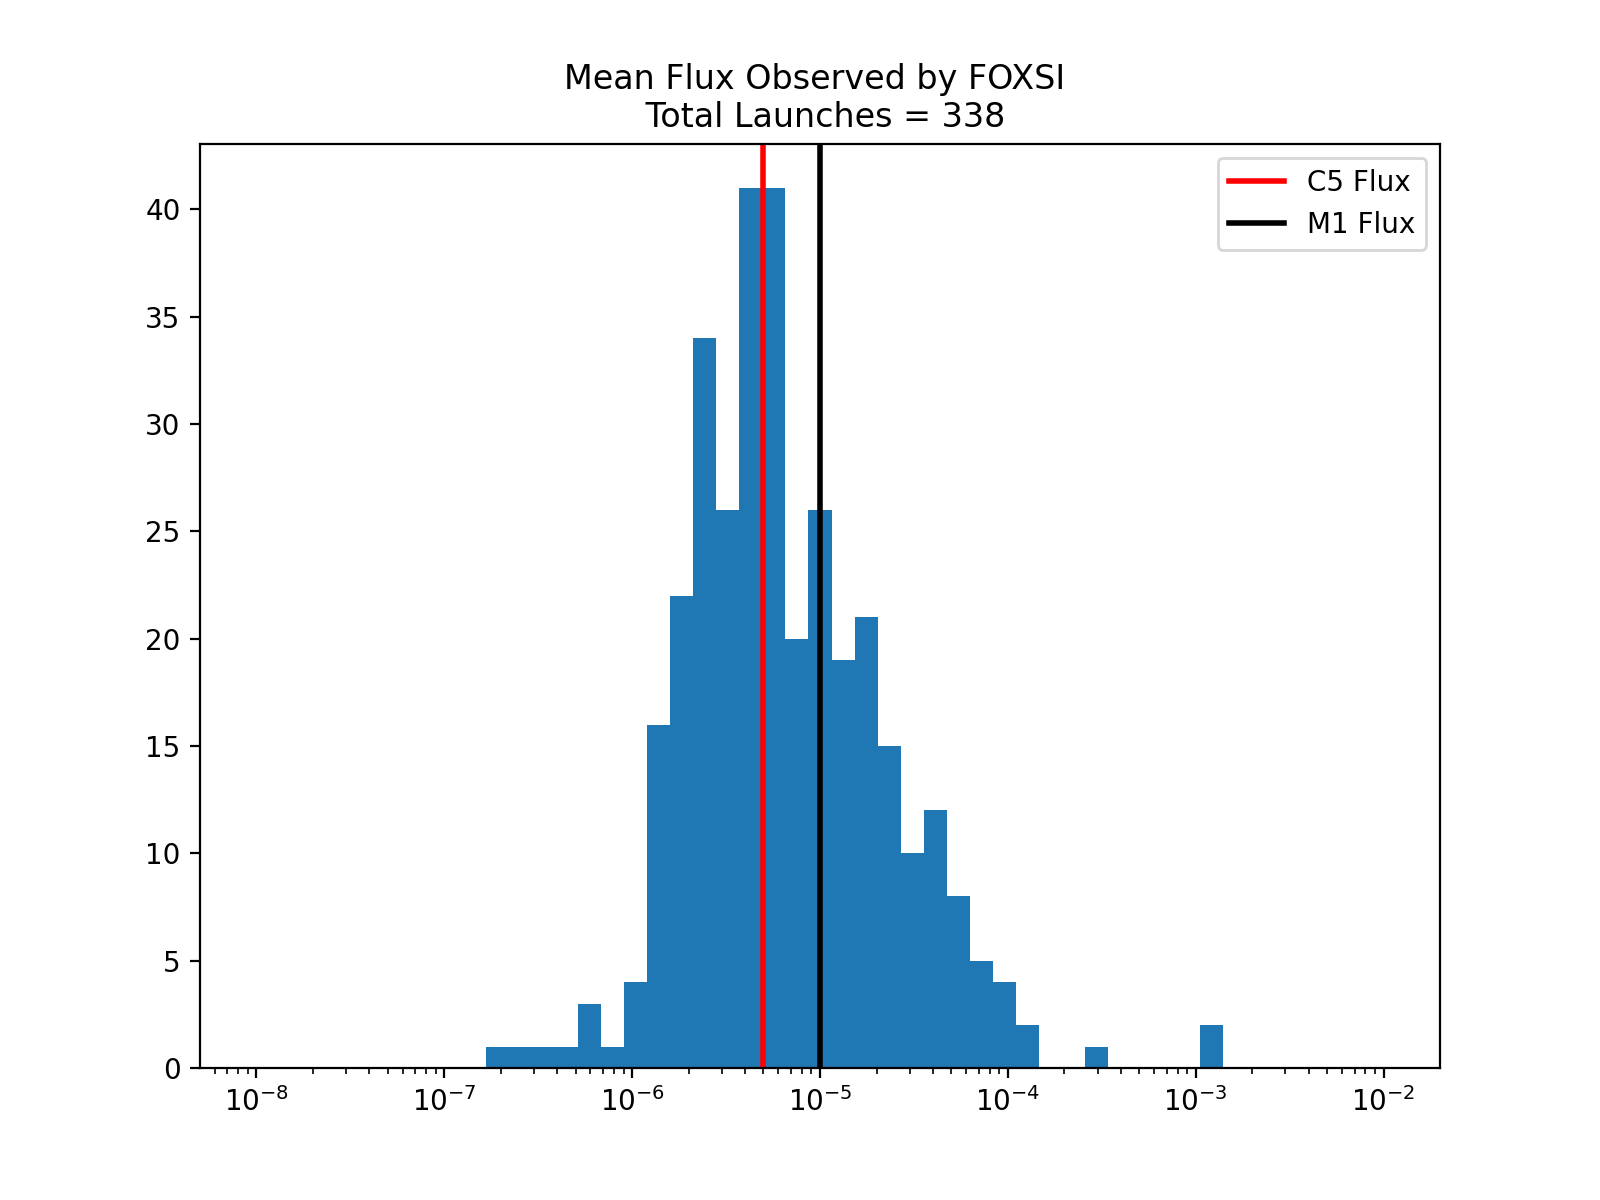 Mean Flux Observed by FOXSI
Total Launches = 338
C5 Flux
M1 Flux
40
35
30
25
20
15
10
5
0
10⁻⁸ 10⁻⁷ 10⁻⁶ 10⁻⁵ 10⁻⁴ 10⁻³ 10⁻²